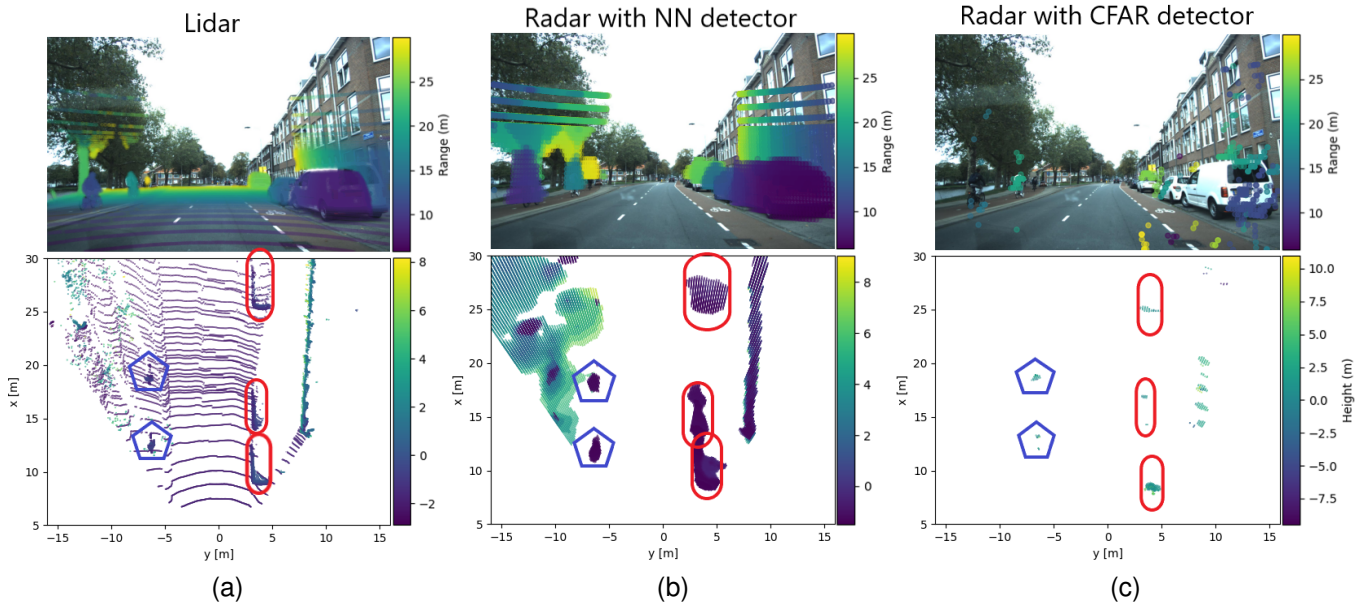 Lidar
Radar with NN detector
Radar with CFAR detector
25
20
15
10
Range (m)
25
20
15
10
Range (m)
25
20
15
10
Range (m)
30
25
20
15
10
5
x [m]
−15 −10 −5 0 5 10 15
y [m]
8
6
4
2
0
−2
30
25
20
15
10
5
x [m]
−15 −10 −5 0 5 10 15
y [m]
8
6
4
2
0
30
25
20
15
10
5
x [m]
−15 −10 −5 0 5 10 15
y [m]
10.0
7.5
5.0
2.5
0.0
−2.5
−5.0
−7.5
Height (m)
(a)
(b)
(c)